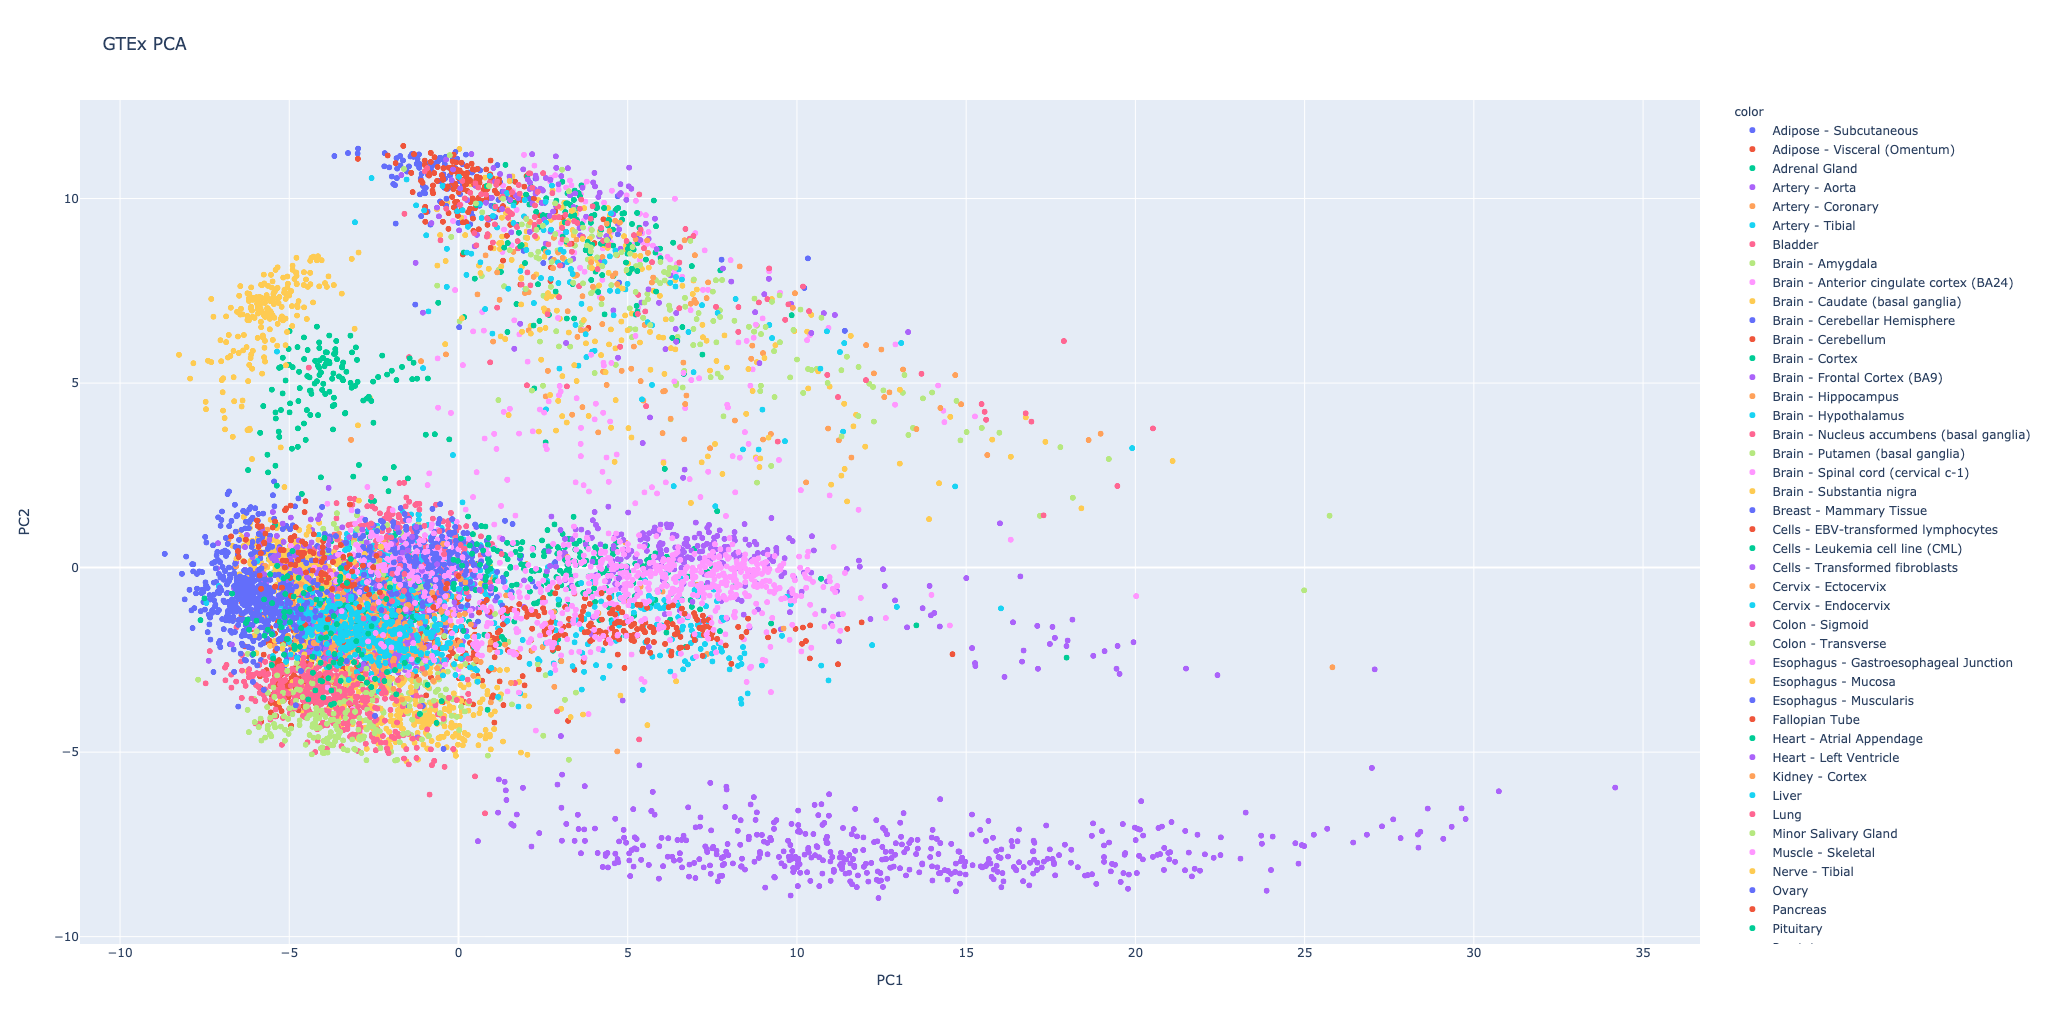 GTEx PCA
PC2
10
5
0
−5
−10
−10
−5
0
5
10
15
20
25
30
35
PC1
color
Adipose - Subcutaneous
Adipose - Visceral (Omentum)
Adrenal Gland
Artery - Aorta
Artery - Coronary
Artery - Tibial
Bladder
Brain - Amygdala
Brain - Anterior cingulate cortex (BA24)
Brain - Caudate (basal ganglia)
Brain - Cerebellar Hemisphere
Brain - Cerebellum
Brain - Cortex
Brain - Frontal Cortex (BA9)
Brain - Hippocampus
Brain - Hypothalamus
Brain - Nucleus accumbens (basal ganglia)
Brain - Putamen (basal ganglia)
Brain - Spinal cord (cervical c-1)
Brain - Substantia nigra
Breast - Mammary Tissue
Cells - EBV-transformed lymphocytes
Cells - Leukemia cell line (CML)
Cells - Transformed fibroblasts
Cervix - Ectocervix
Cervix - Endocervix
Colon - Sigmoid
Colon - Transverse
Esophagus - Gastroesophageal Junction
Esophagus - Mucosa
Esophagus - Muscularis
Fallopian Tube
Heart - Atrial Appendage
Heart - Left Ventricle
Kidney - Cortex
Liver
Lung
Minor Salivary Gland
Muscle - Skeletal
Nerve - Tibial
Ovary
Pancreas
Pituitary